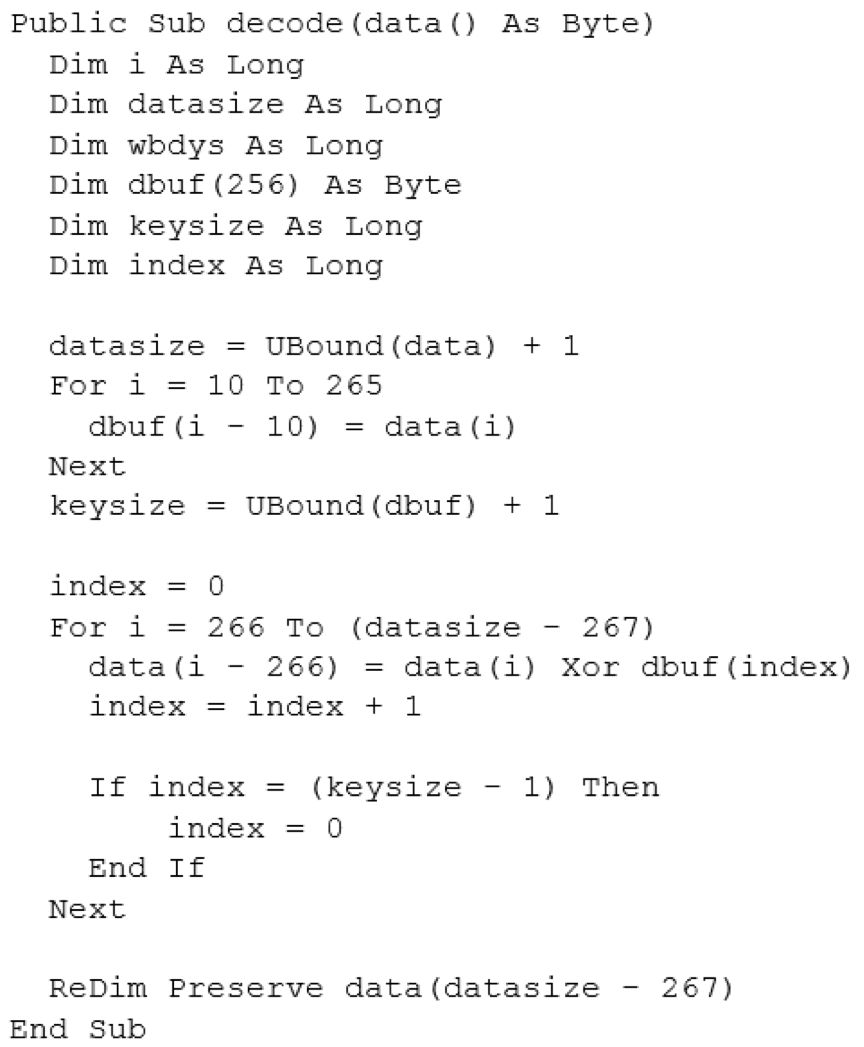 Public Sub decode(data() As Byte)
  Dim i As Long
  Dim datasize As Long
  Dim wbdys As Long
  Dim dbuf(256) As Byte
  Dim keysize As Long
  Dim index As Long

  datasize = UBound(data) + 1
  For i = 10 To 265
    dbuf(i - 10) = data(i)
  Next
  keysize = UBound(dbuf) + 1

  index = 0
  For i = 266 To (datasize - 267)
    data(i - 266) = data(i) Xor dbuf(index)
    index = index + 1

    If index = (keysize - 1) Then
        index = 0
    End If
  Next

  ReDim Preserve data(datasize - 267)
End Sub